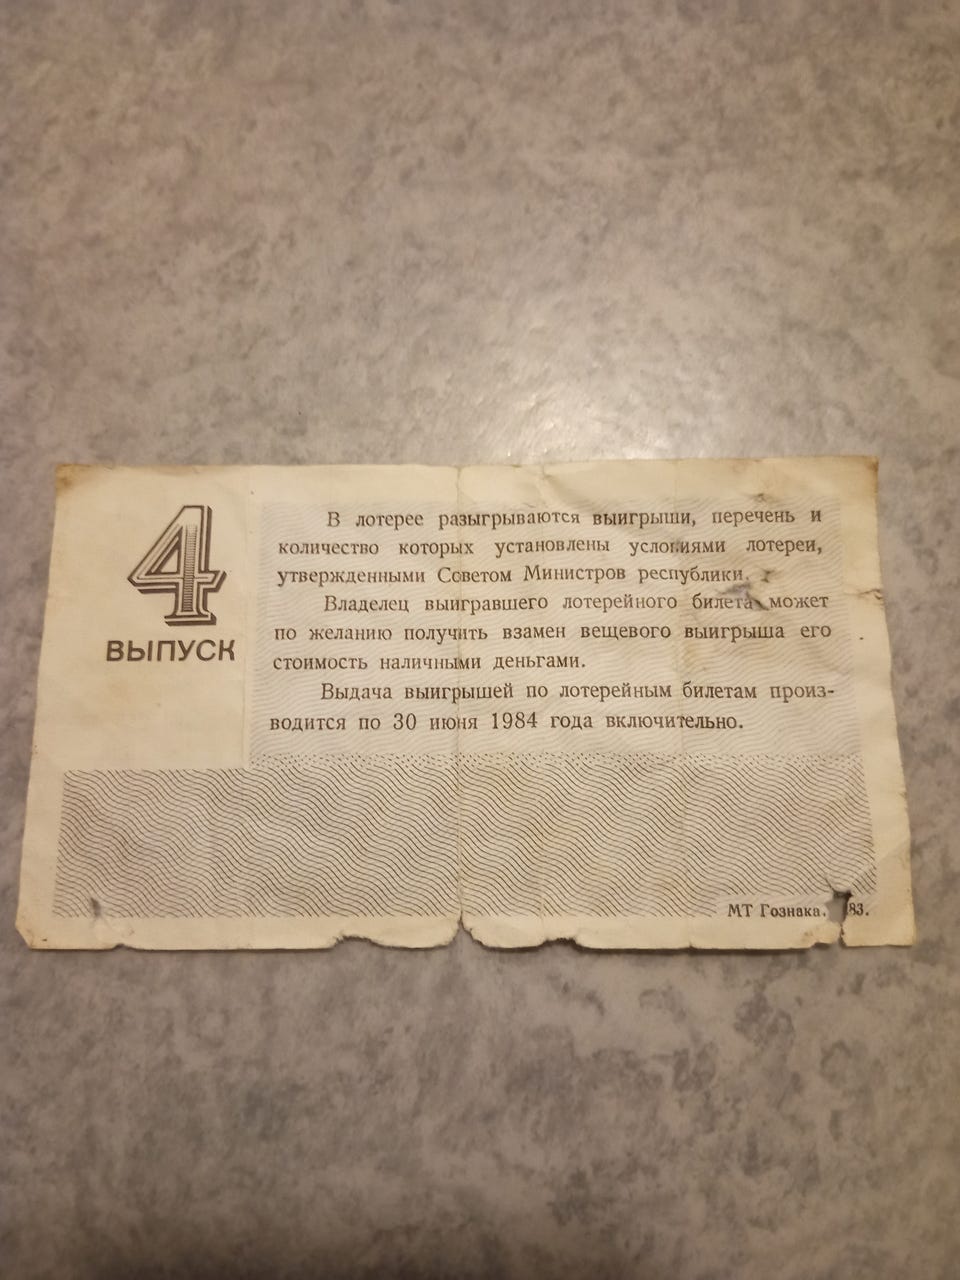 4
ВЫПУСК
В лотерее разыгрываются выигрыши, перечень и
количество которых установлены условиями лотереи,
утвержденными Советом Министров республики.
Владелец выигравшего лотерейного билета может
по желанию получить взамен вещевого выигрыша его
стоимость наличными деньгами.
Выдача выигрышей по лотерейным билетам произ-
водится по 30 июня 1984 года включительно.
МТ Гознака. 83.